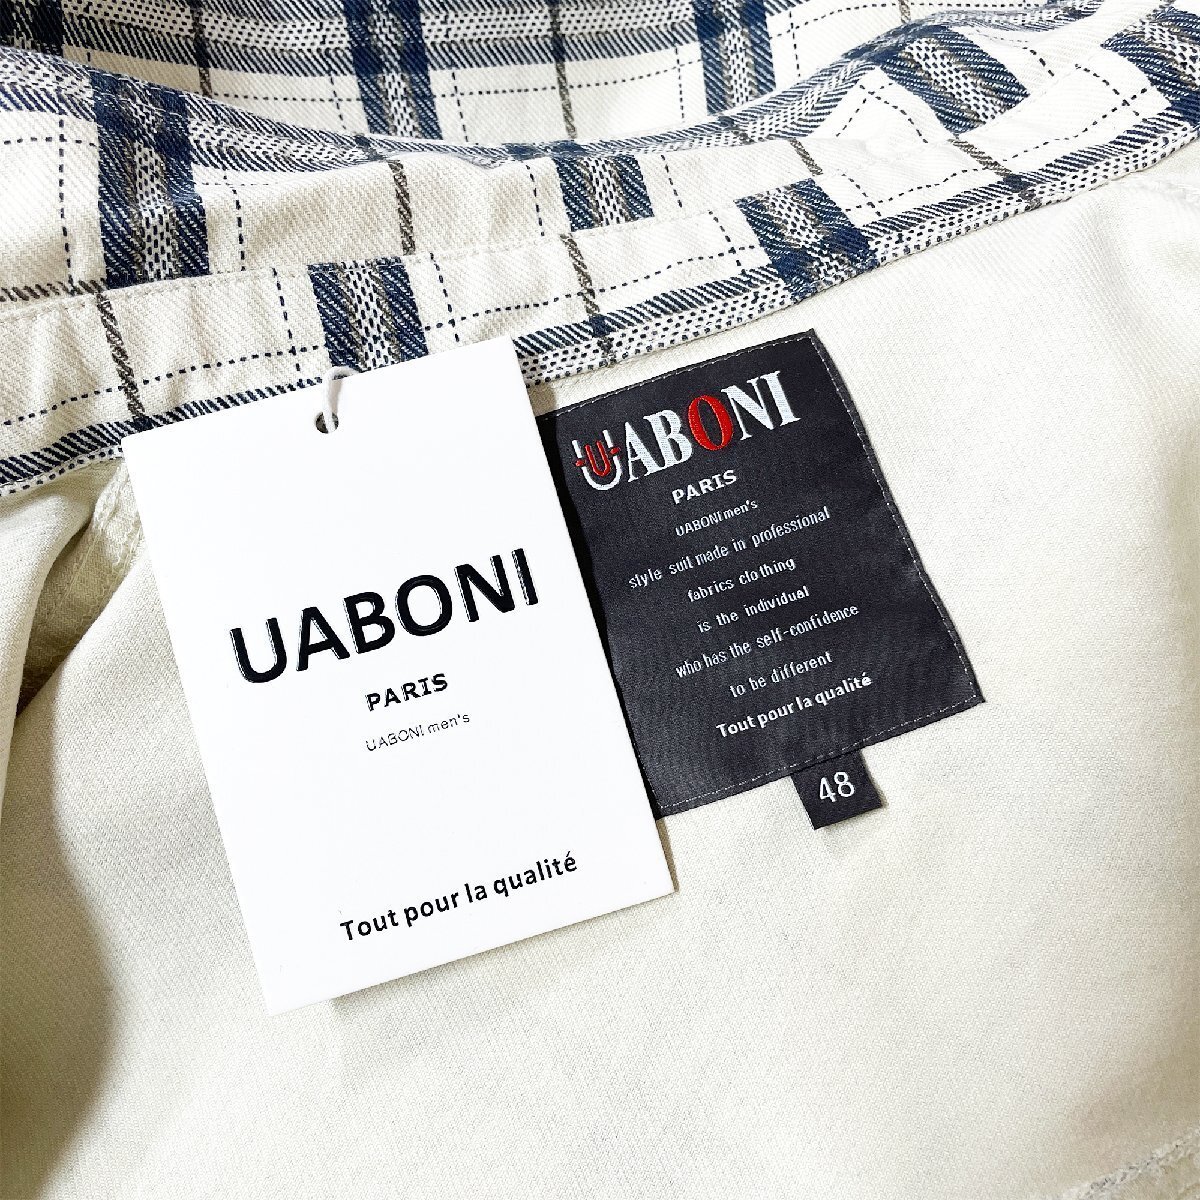 UABONI
PARIS
UABONI men's
Tout pour la qualité
UABONI
PARIS
UABONI men's
style suit made in professional
fabrics clothing
is the individual
who has the self-confidence
to be different
Tout pour la qualité
48